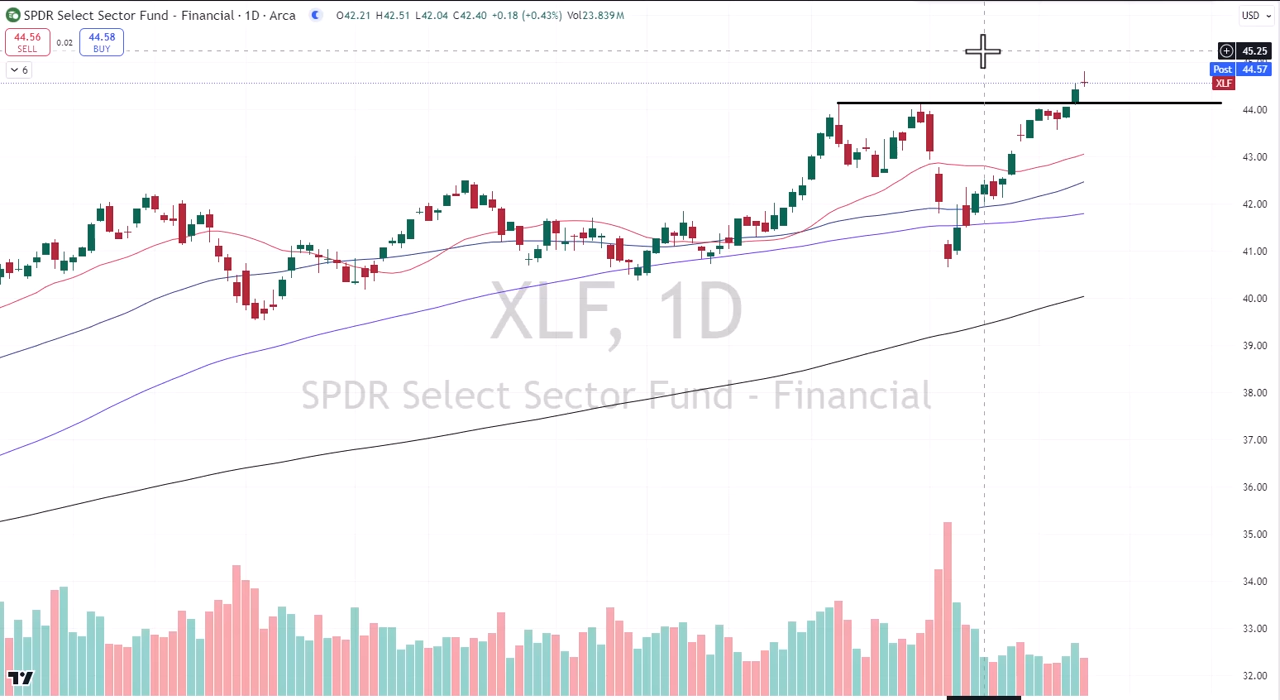 SPDR Select Sector Fund - Financial · 1D · Arca O42.21 H42.51 L42.04 C42.40 +0.18 (+0.43%) Vol23.839M USD
44.56 0.02 44.58
SELL BUY
45.25
6
Post 44.57
XLF
44.00
43.00
42.00
41.00
40.00
39.00
38.00
37.00
36.00
35.00
34.00
33.00
32.00
XLF, 1D
SPDR Select Sector Fund - Financial